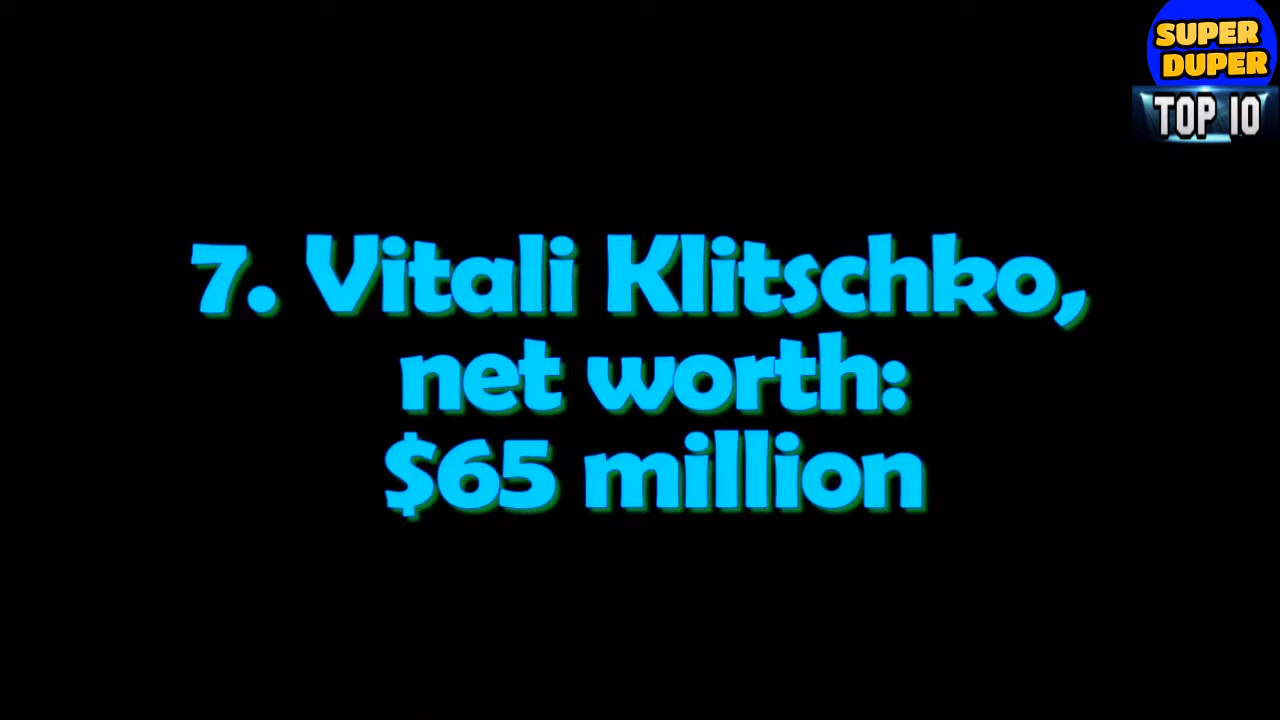 SUPER
DUPER
TOP 10
7. Vitali Klitschko,
net worth:
$65 million